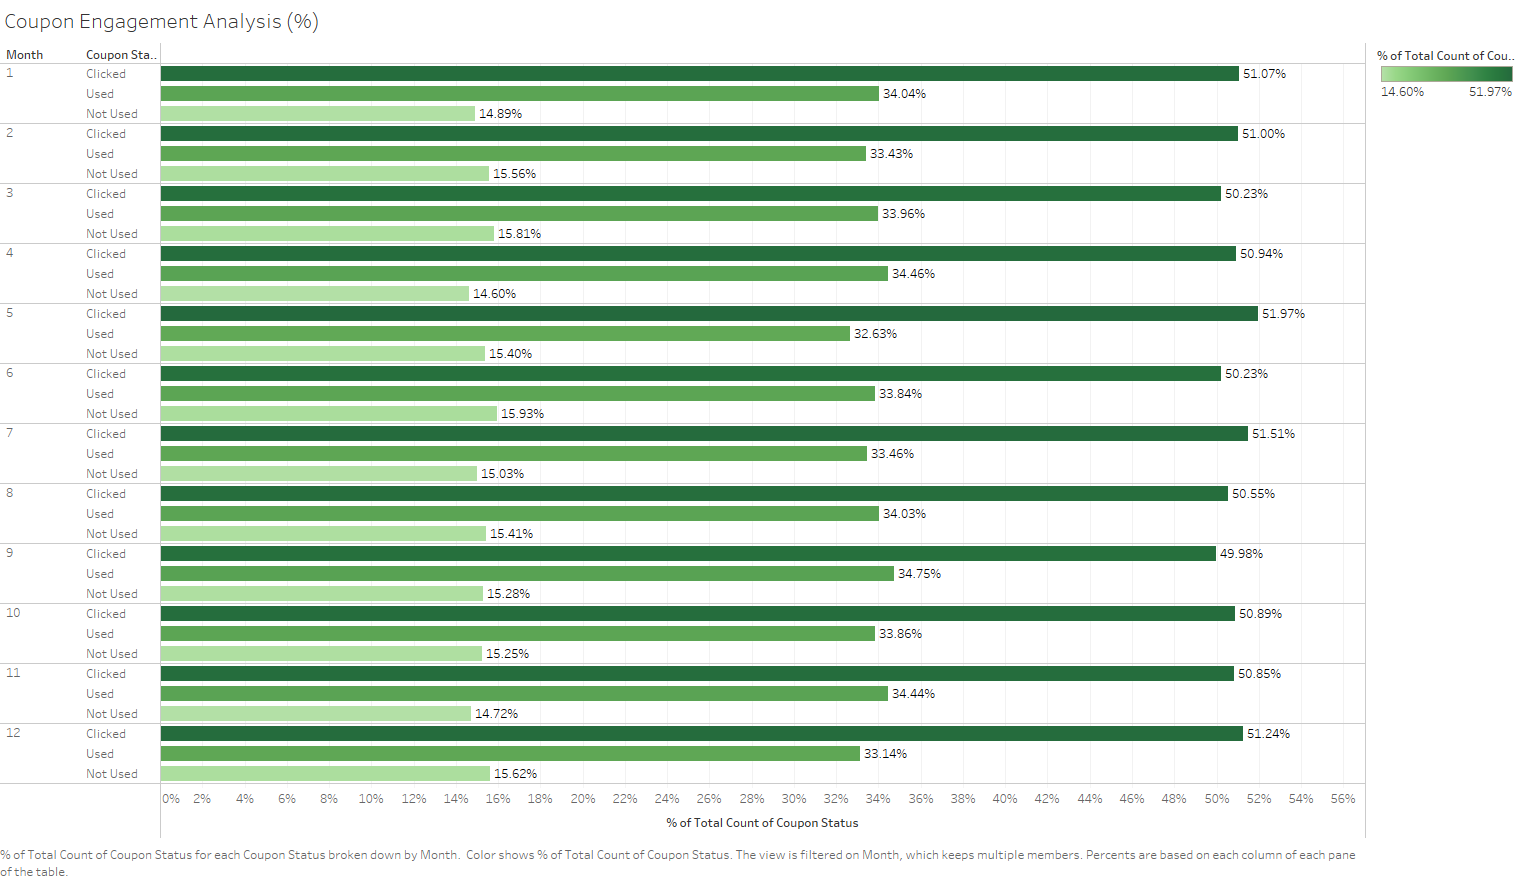 Coupon Engagement Analysis (%)
Month Coupon Sta..
1 Clicked 51.07%
Used 34.04%
Not Used 14.89%
2 Clicked 51.00%
Used 33.43%
Not Used 15.56%
3 Clicked 50.23%
Used 33.96%
Not Used 15.81%
4 Clicked 50.94%
Used 34.46%
Not Used 14.60%
5 Clicked 51.97%
Used 32.63%
Not Used 15.40%
6 Clicked 50.23%
Used 33.84%
Not Used 15.93%
7 Clicked 51.51%
Used 33.46%
Not Used 15.03%
8 Clicked 50.55%
Used 34.03%
Not Used 15.41%
9 Clicked 49.98%
Used 34.75%
Not Used 15.28%
10 Clicked 50.89%
Used 33.86%
Not Used 15.25%
11 Clicked 50.85%
Used 34.44%
Not Used 14.72%
12 Clicked 51.24%
Used 33.14%
Not Used 15.62%
0% 2% 4% 6% 8% 10% 12% 14% 16% 18% 20% 22% 24% 26% 28% 30% 32% 34% 36% 38% 40% 42% 44% 46% 48% 50% 52% 54% 56%
% of Total Count of Coupon Status
% of Total Count of Cou..
14.60% 51.97%
% of Total Count of Coupon Status for each Coupon Status broken down by Month. Color shows % of Total Count of Coupon Status. The view is filtered on Month, which keeps multiple members. Percents are based on each column of each pane
of the table.